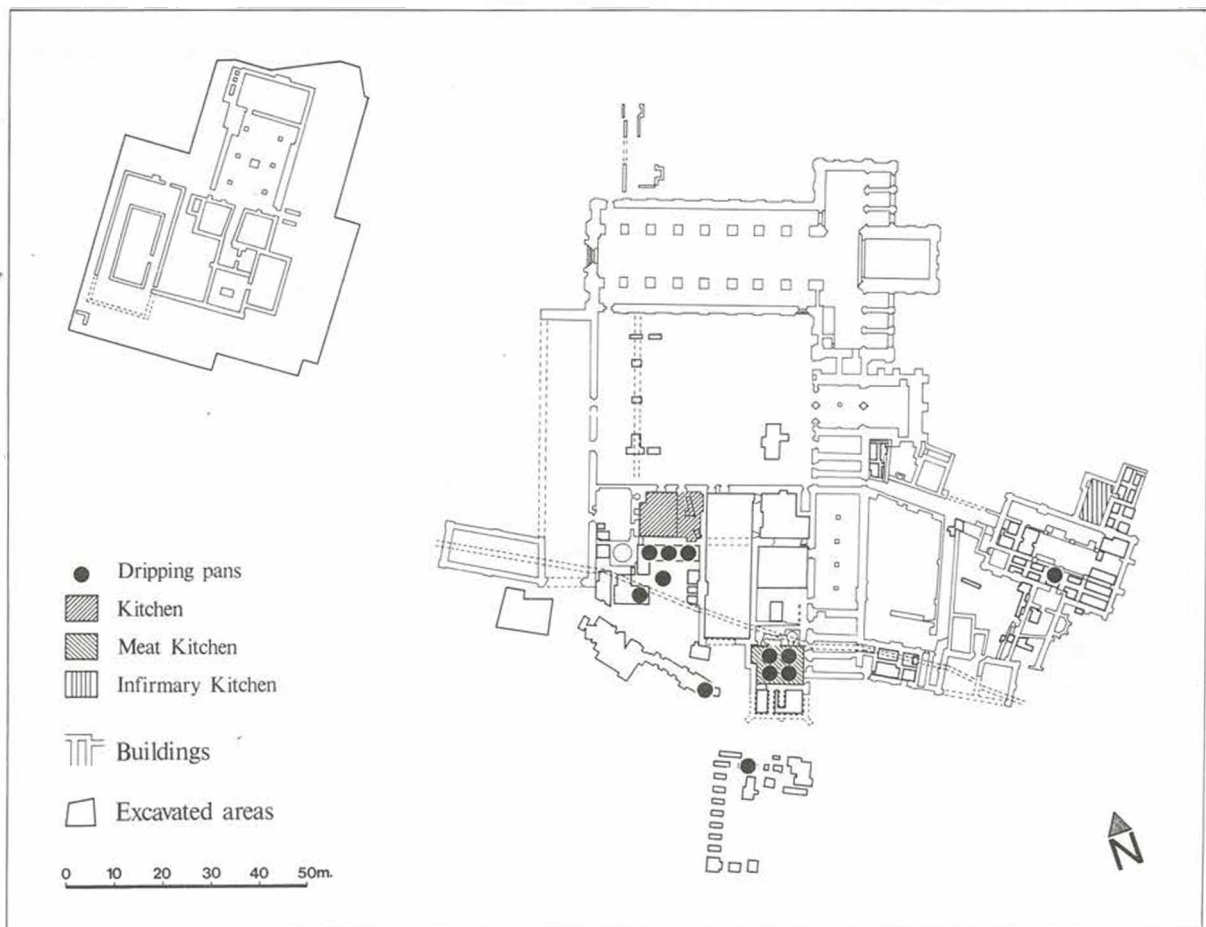 Dripping pans
Kitchen
Meat Kitchen
Infirmary Kitchen
Buildings
Excavated areas
0 10 20 30 40 50m.
N